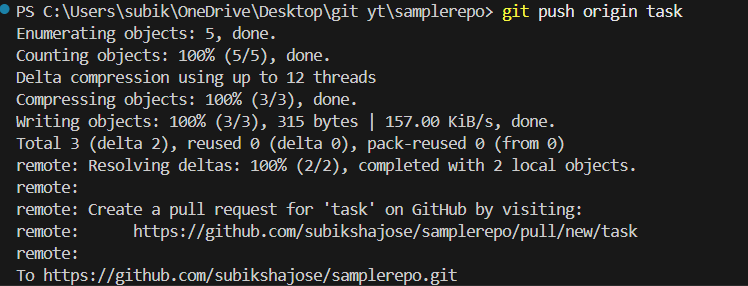 PS C:\Users\subik\OneDrive\Desktop\git yt\samplerepo> git push origin task
Enumerating objects: 5, done.
Counting objects: 100% (5/5), done.
Delta compression using up to 12 threads
Compressing objects: 100% (3/3), done.
Writing objects: 100% (3/3), 315 bytes | 157.00 KiB/s, done.
Total 3 (delta 2), reused 0 (delta 0), pack-reused 0 (from 0)
remote: Resolving deltas: 100% (2/2), completed with 2 local objects.
remote:
remote: Create a pull request for 'task' on GitHub by visiting:
remote:      https://github.com/subikshajose/samplerepo/pull/new/task
remote:
To https://github.com/subikshajose/samplerepo.git